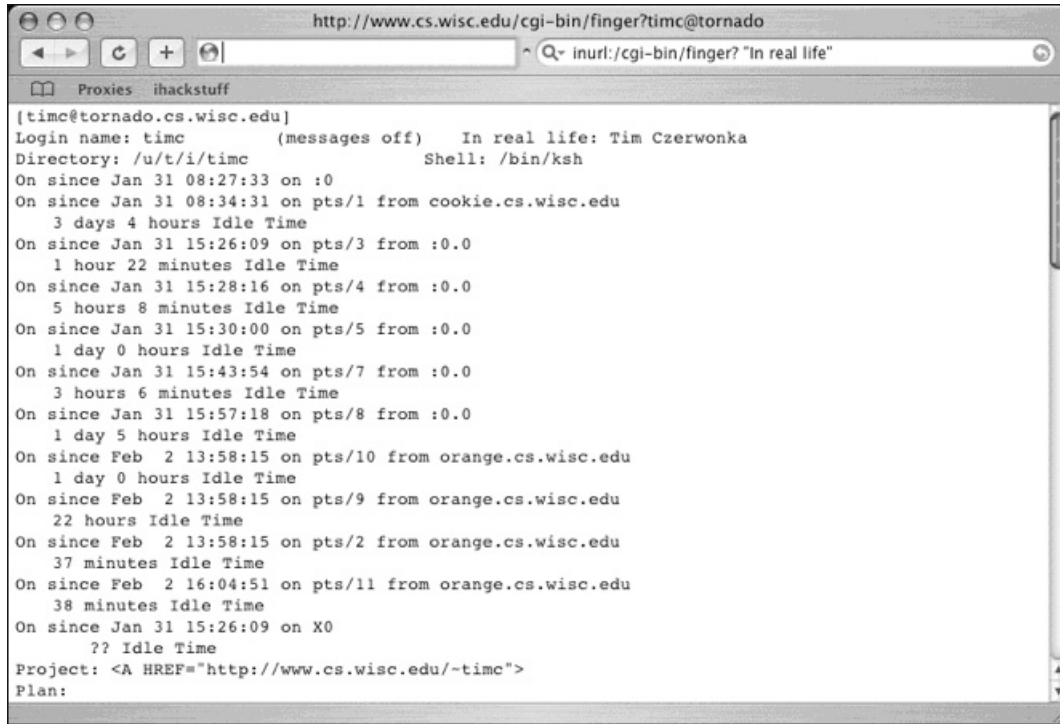 http://www.cs.wisc.edu/cgi-bin/finger?timc@tornado
inurl:/cgi-bin/finger? "In real life"
Proxies ihackstuff
[timc@tornado.cs.wisc.edu]
Login name: timc (messages off) In real life: Tim Czerwonka
Directory: /u/t/i/timc Shell: /bin/ksh
On since Jan 31 08:27:33 on :0
On since Jan 31 08:34:31 on pts/1 from cookie.cs.wisc.edu
3 days 4 hours Idle Time
On since Jan 31 15:26:09 on pts/3 from :0.0
1 hour 22 minutes Idle Time
On since Jan 31 15:28:16 on pts/4 from :0.0
5 hours 8 minutes Idle Time
On since Jan 31 15:30:00 on pts/5 from :0.0
1 day 0 hours Idle Time
On since Jan 31 15:43:54 on pts/7 from :0.0
3 hours 6 minutes Idle Time
On since Jan 31 15:57:18 on pts/8 from :0.0
1 day 5 hours Idle Time
On since Feb 2 13:58:15 on pts/10 from orange.cs.wisc.edu
1 day 0 hours Idle Time
On since Feb 2 13:58:15 on pts/9 from orange.cs.wisc.edu
22 hours Idle Time
On since Feb 2 13:58:15 on pts/2 from orange.cs.wisc.edu
37 minutes Idle Time
On since Feb 2 16:04:51 on pts/11 from orange.cs.wisc.edu
38 minutes Idle Time
On since Jan 31 15:26:09 on X0
?? Idle Time
Project: <A HREF="http://www.cs.wisc.edu/~timc">
Plan: